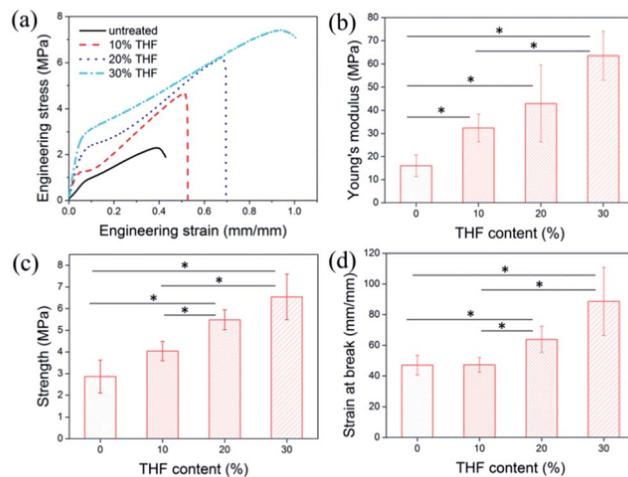 (a)
untreated
10% THF
20% THF
30% THF
Engineering stress (MPa)
8
6
4
2
0
0.0 0.2 0.4 0.6 0.8 1.0
Engineering strain (mm/mm)
(b)
Young's modulus (MPa)
80
70
60
50
40
30
20
10
0
* * * *
0 10 20 30
THF content (%)
(c)
Strength (MPa)
8
7
6
5
4
3
2
1
0
* * * *
0 10 20 30
THF content (%)
(d)
Strain at break (mm/mm)
120
100
80
60
40
20
0
* * * *
0 10 20 30
THF content (%)